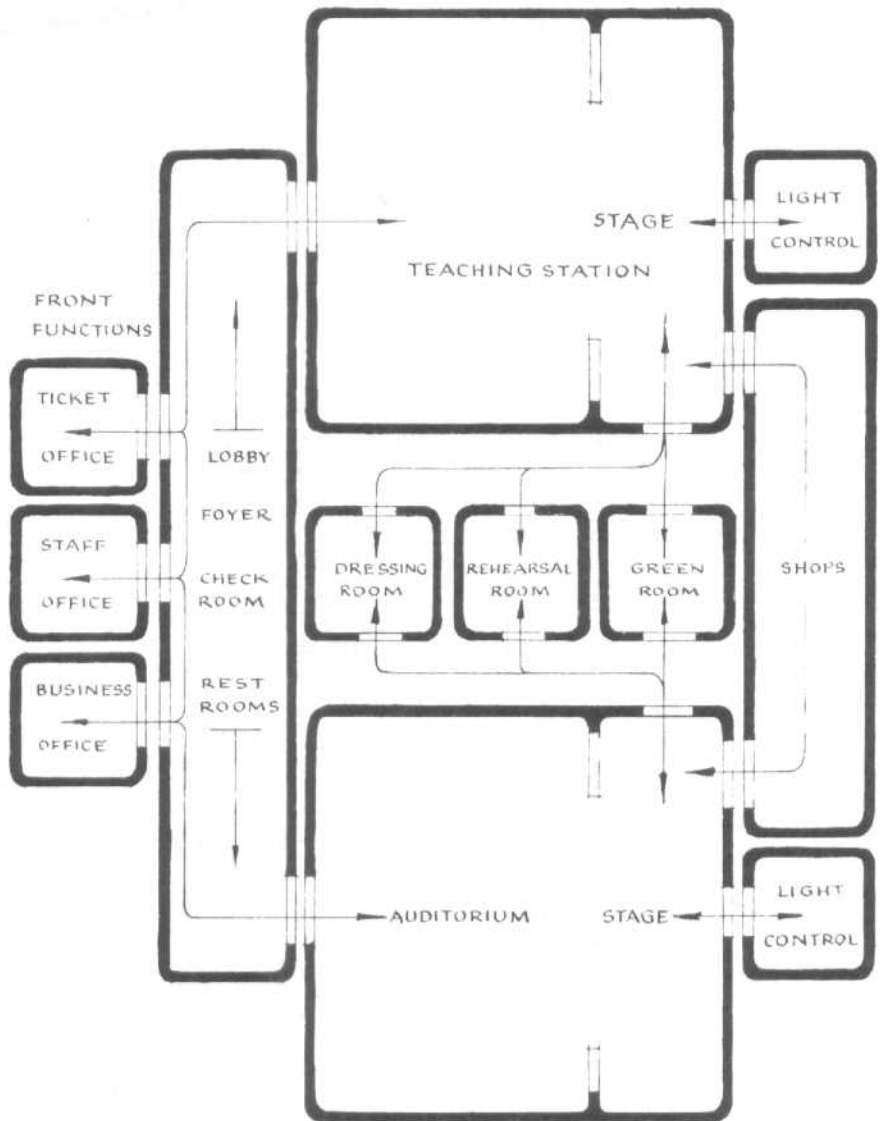 STAGE
LIGHT
CONTROL
TEACHING STATION
FRONT
FUNCTIONS
TICKET
OFFICE
LOBBY
FOYER
STAFF
OFFICE
CHECK
ROOM
DRESSING
ROOM
REHEARSAL
ROOM
GREEN
ROOM
SHOPS
BUSINESS
OFFICE
REST
ROOMS
AUDITORIUM
STAGE
LIGHT
CONTROL